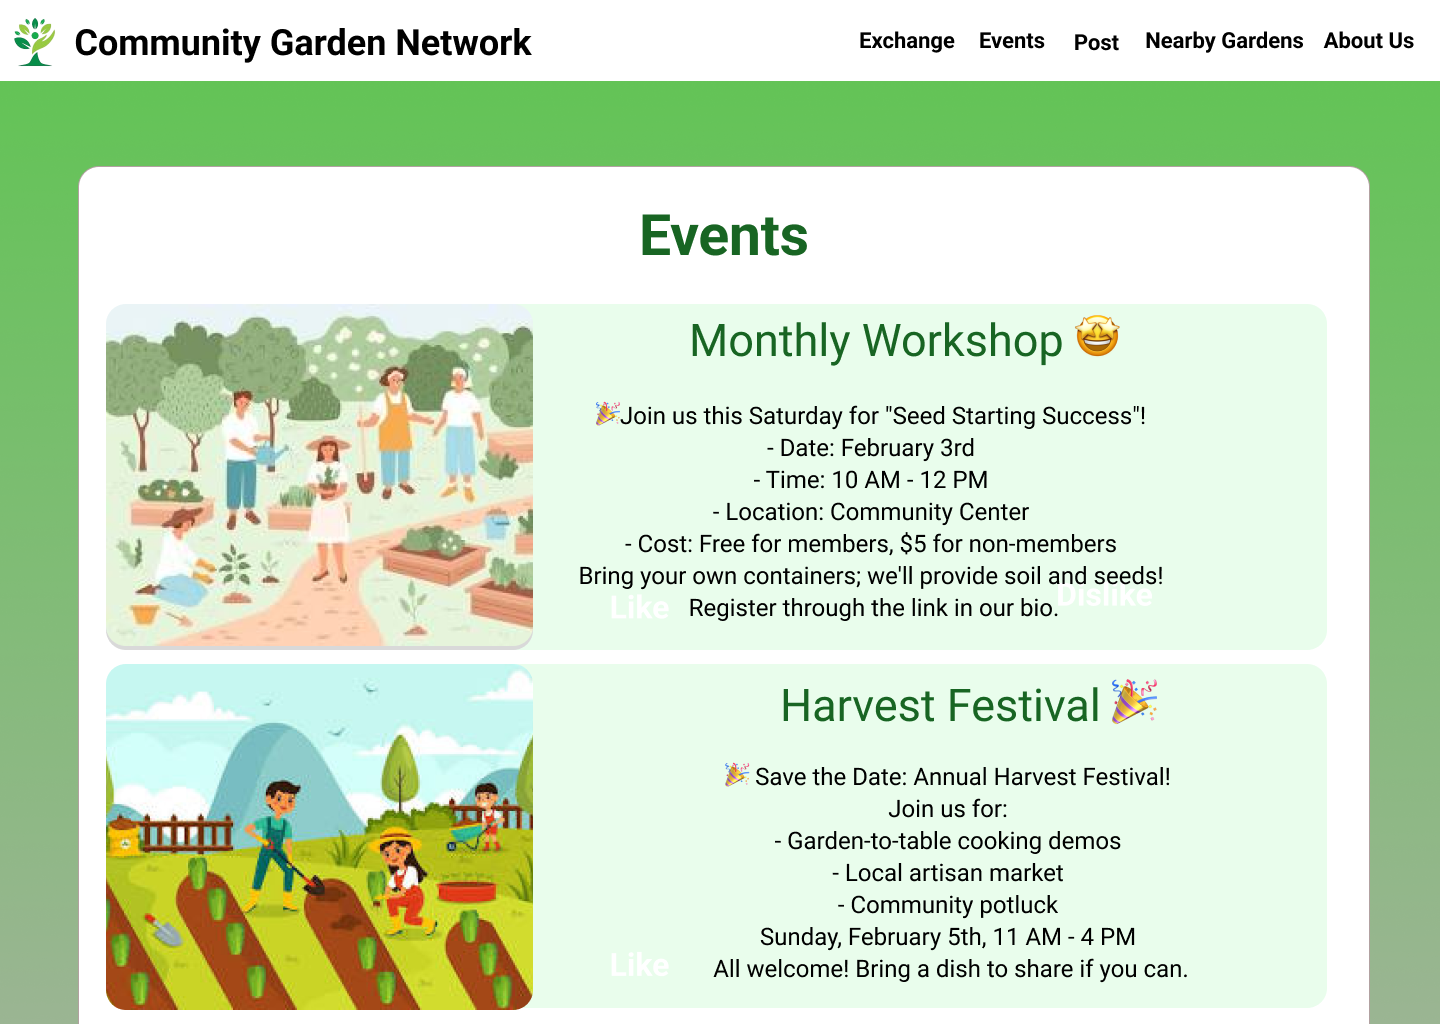 Community Garden Network
Exchange Events Post Nearby Gardens About Us
Events
Monthly Workshop 🤩
🎉Join us this Saturday for "Seed Starting Success"!
- Date: February 3rd
- Time: 10 AM - 12 PM
- Location: Community Center
- Cost: Free for members, $5 for non-members
Bring your own containers; we'll provide soil and seeds!
Register through the link in our bio.
Like
Dislike
Harvest Festival 🎉
🎉 Save the Date: Annual Harvest Festival!
Join us for:
- Garden-to-table cooking demos
- Local artisan market
- Community potluck
Sunday, February 5th, 11 AM - 4 PM
All welcome! Bring a dish to share if you can.
Like